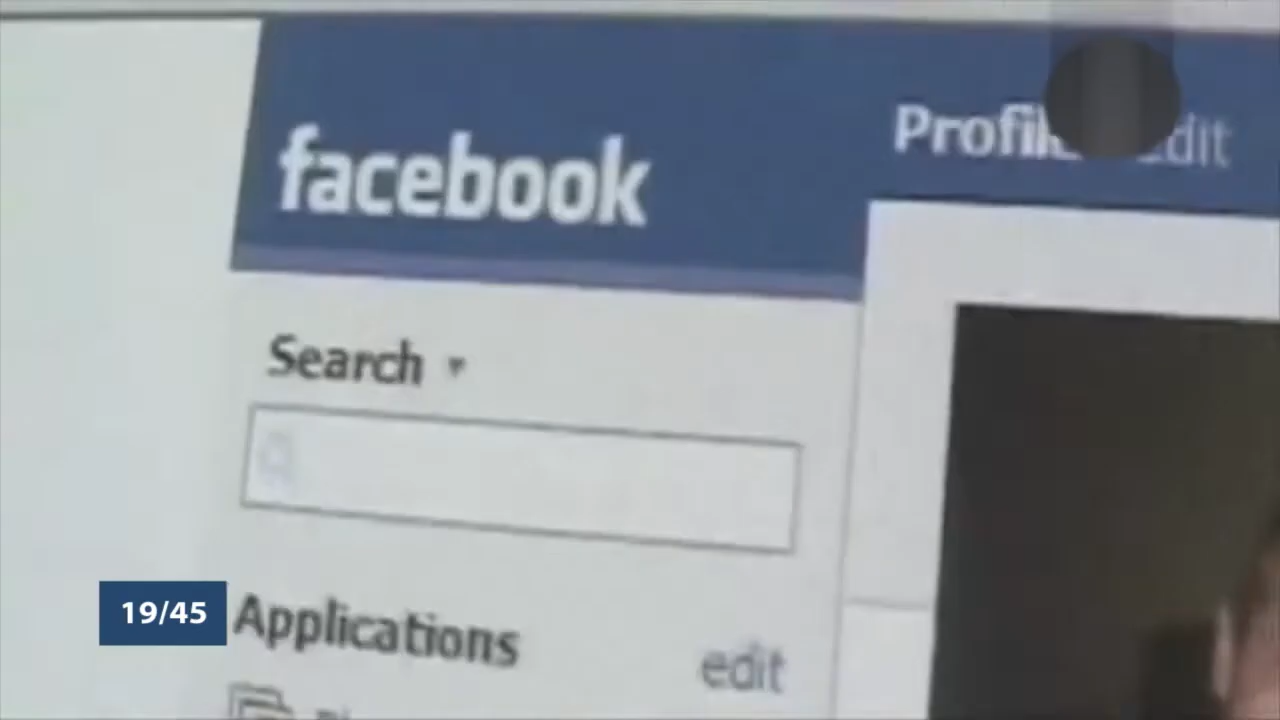 facebook
Profile edit
Search
Applications edit
19/45